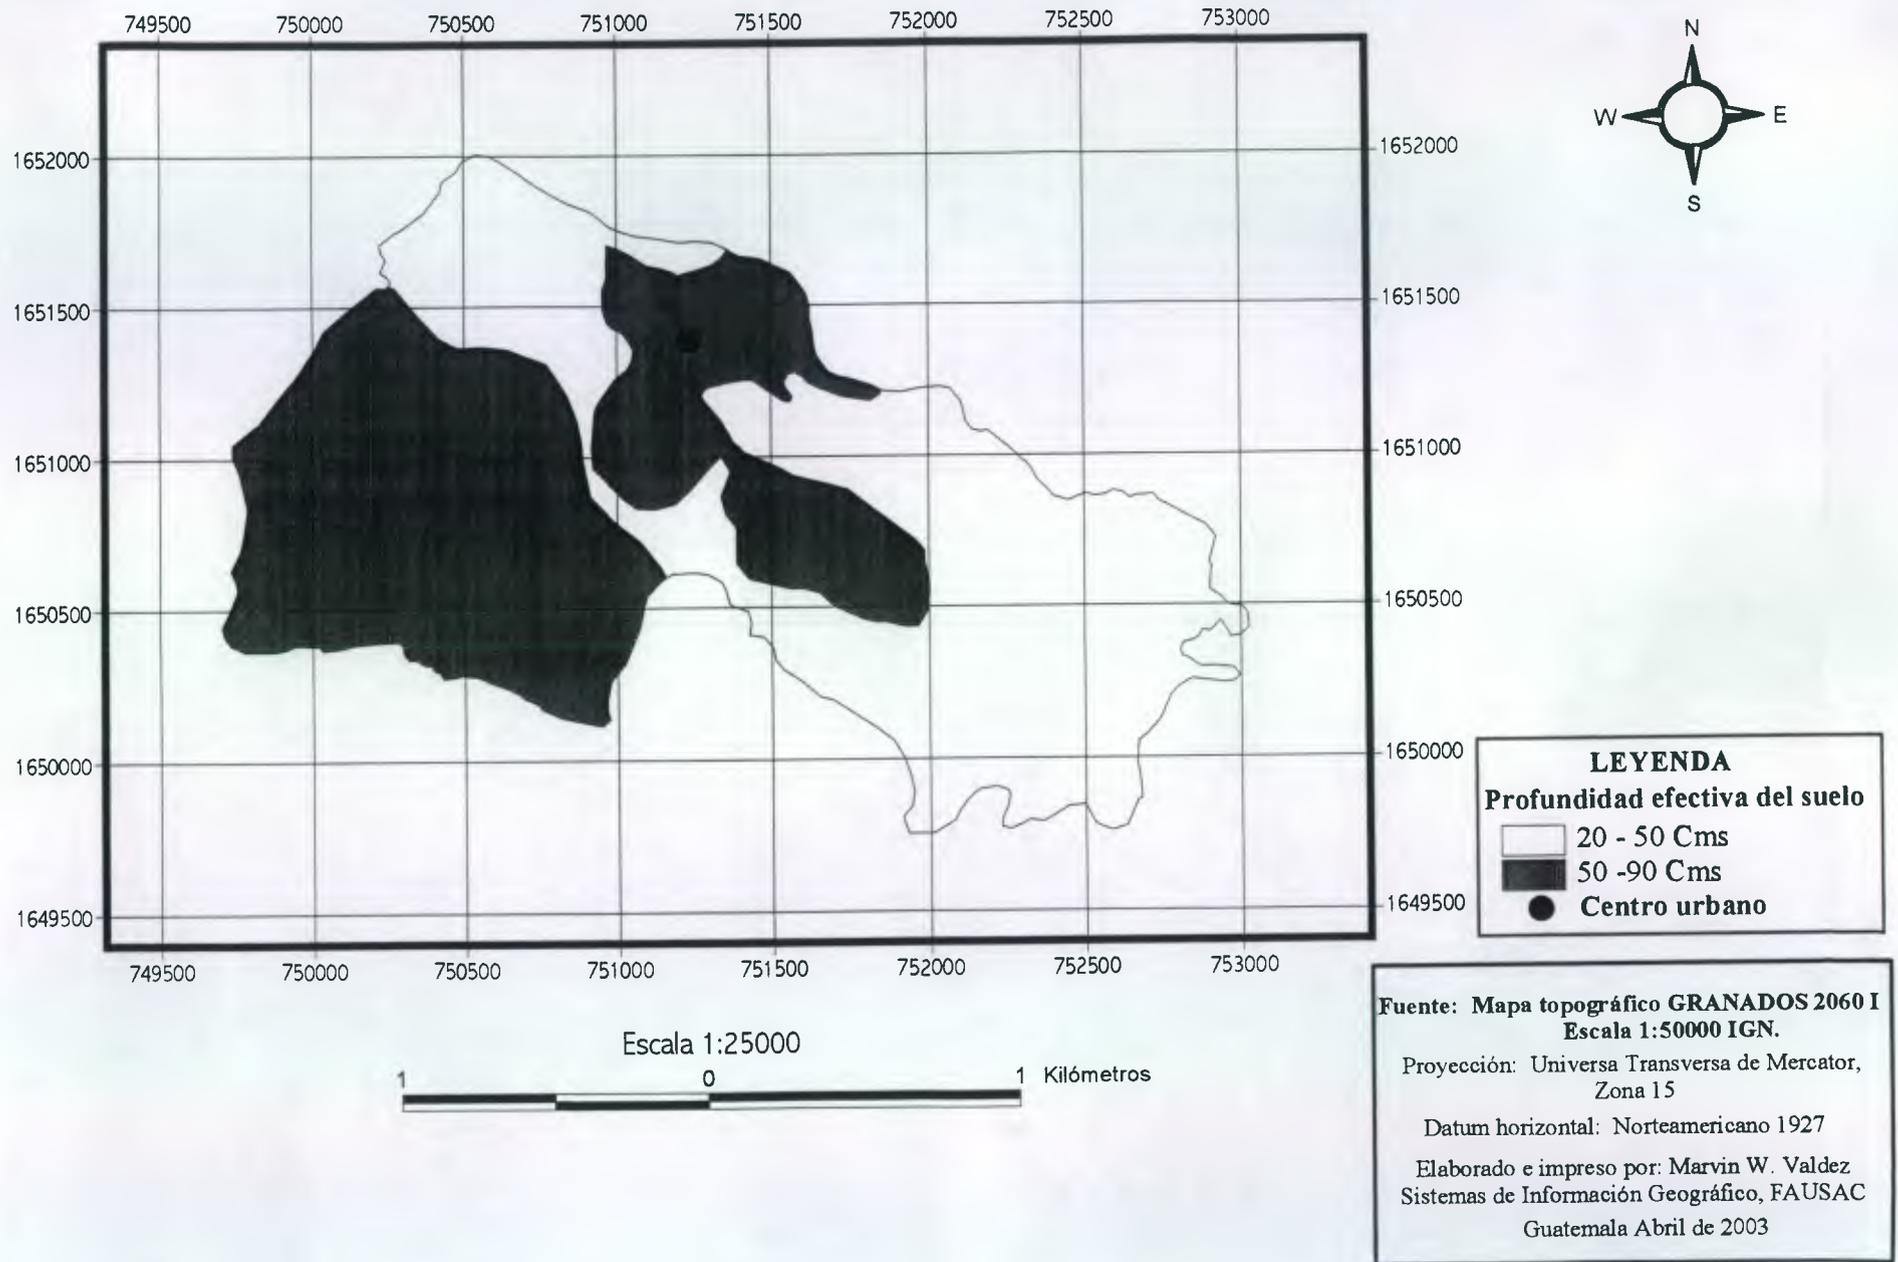 749500 750000 750500 751000 751500 752000 752500 753000
N
W E
S
1652000 1652000
1651500 1651500
1651000 1651000
1650500 1650500
1650000 1650000
1649500 1649500
749500 750000 750500 751000 751500 752000 752500 753000
LEYENDA
Profundidad efectiva del suelo
20 - 50 Cms
50 -90 Cms
Centro urbano
Escala 1:25000
1 0 1 Kilómetros
Fuente: Mapa topográfico GRANADOS 2060 I
Escala 1:50000 IGN.
Proyección: Universa Transversa de Mercator,
Zona 15
Datum horizontal: Norteamericano 1927
Elaborado e impreso por: Marvin W. Valdez
Sistemas de Información Geográfico, FAUSAC
Guatemala Abril de 2003